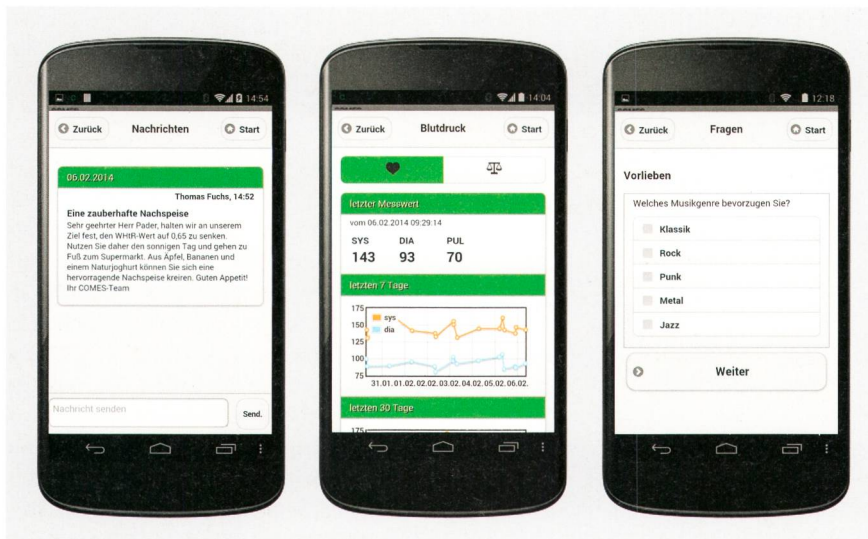 14:54
Zurück
Nachrichten
Start
06.02.2014
Thomas Fuchs, 14:52
Eine zauberhafte Nachspeise
Sehr geehrter Herr Pader, halten wir an unserem
Ziel fest, den WHtR-Wert auf 0,65 zu senken.
Nutzen Sie daher den sonnigen Tag und gehen zu
Fuß zum Supermarkt. Aus Äpfel, Bananen und
einem Naturjoghurt können Sie sich eine
hervorragende Nachspeise kreiren. Guten Appetit!
Ihr COMES-Team
Nachricht senden
Send.
14:04
Zurück
Blutdruck
Start
letzter Messwert
vom 06.02.2014 09:29:14
SYS DIA PUL
143 93 70
letzten 7 Tage
175
150
125
100
75
sys
dia
31.01.01.02.02.02.03.02.04.02.05.02.06.02.
letzten 30 Tage
175
12:18
Zurück
Fragen
Start
Vorlieben
Welches Musikgenre bevorzugen Sie?
Klassik
Rock
Punk
Metal
Jazz
Weiter